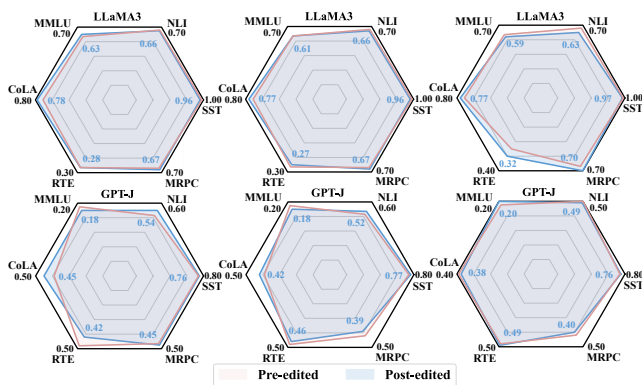 LLaMA3
MMLU
NLI
0.70
0.70
0.63
0.66
CoLA
0.80
0.78
0.96
1.00
SST
0.28
0.67
0.30
0.70
RTE
MRPC
LLaMA3
MMLU
NLI
0.70
0.70
0.61
0.66
CoLA
0.80
0.77
0.96
1.00
SST
0.27
0.67
0.30
0.70
RTE
MRPC
LLaMA3
MMLU
NLI
0.70
0.70
0.59
0.63
CoLA
0.80
0.77
0.97
1.00
SST
0.32
0.70
0.40
0.70
RTE
MRPC
GPT-J
MMLU
NLI
0.20
0.60
0.18
0.54
CoLA
0.50
0.45
0.76
0.80
SST
0.42
0.45
0.50
0.50
RTE
MRPC
GPT-J
MMLU
NLI
0.20
0.60
0.18
0.52
CoLA
0.50
0.42
0.77
0.80
SST
0.46
0.39
0.50
0.50
RTE
MRPC
GPT-J
MMLU
NLI
0.20
0.50
0.20
0.49
CoLA
0.40
0.38
0.76
0.80
SST
0.49
0.40
0.50
0.50
RTE
MRPC
Pre-edited
Post-edited